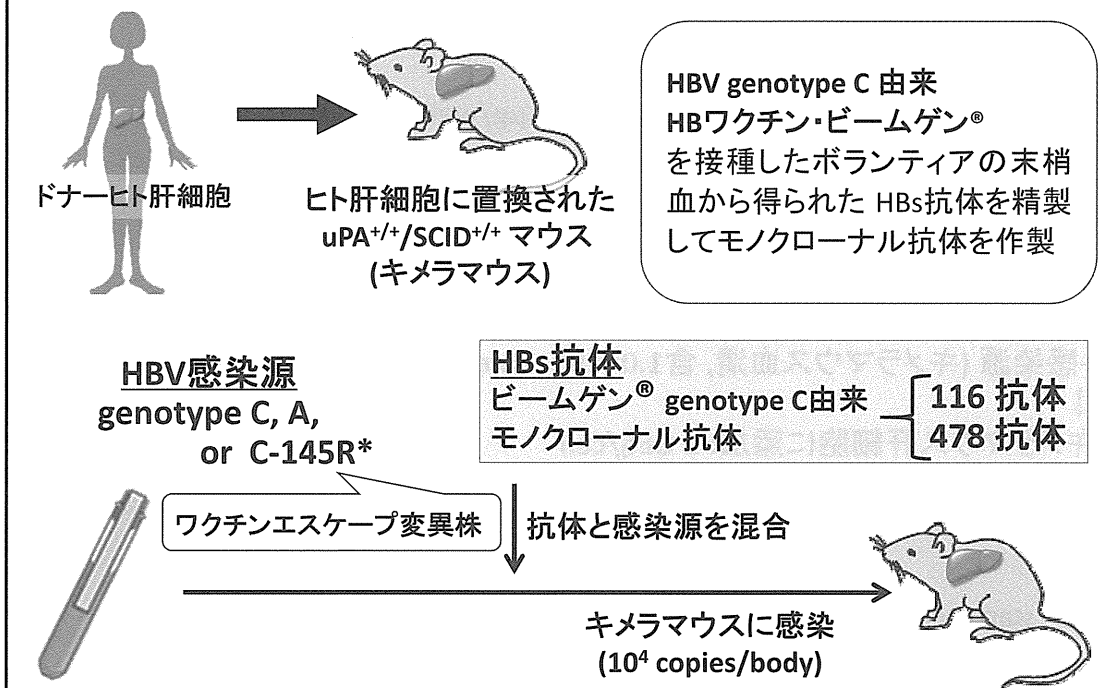 ドナーヒト肝細胞
ヒト肝細胞に置換された
uPA+/+/SCID+/+ マウス
(キメラマウス)
HBV genotype C 由来
HBワクチン・ビームゲン®
を接種したボランティアの末梢
血から得られた HBs抗体を精製
してモノクローナル抗体を作製
HBV感染源
genotype C, A,
or C-145R*
ワクチンエスケープ変異株
HBs抗体
ビームゲン® genotype C由来
モノクローナル抗体
116 抗体
478 抗体
抗体と感染源を混合
キメラマウスに感染
(10⁴ copies/body)